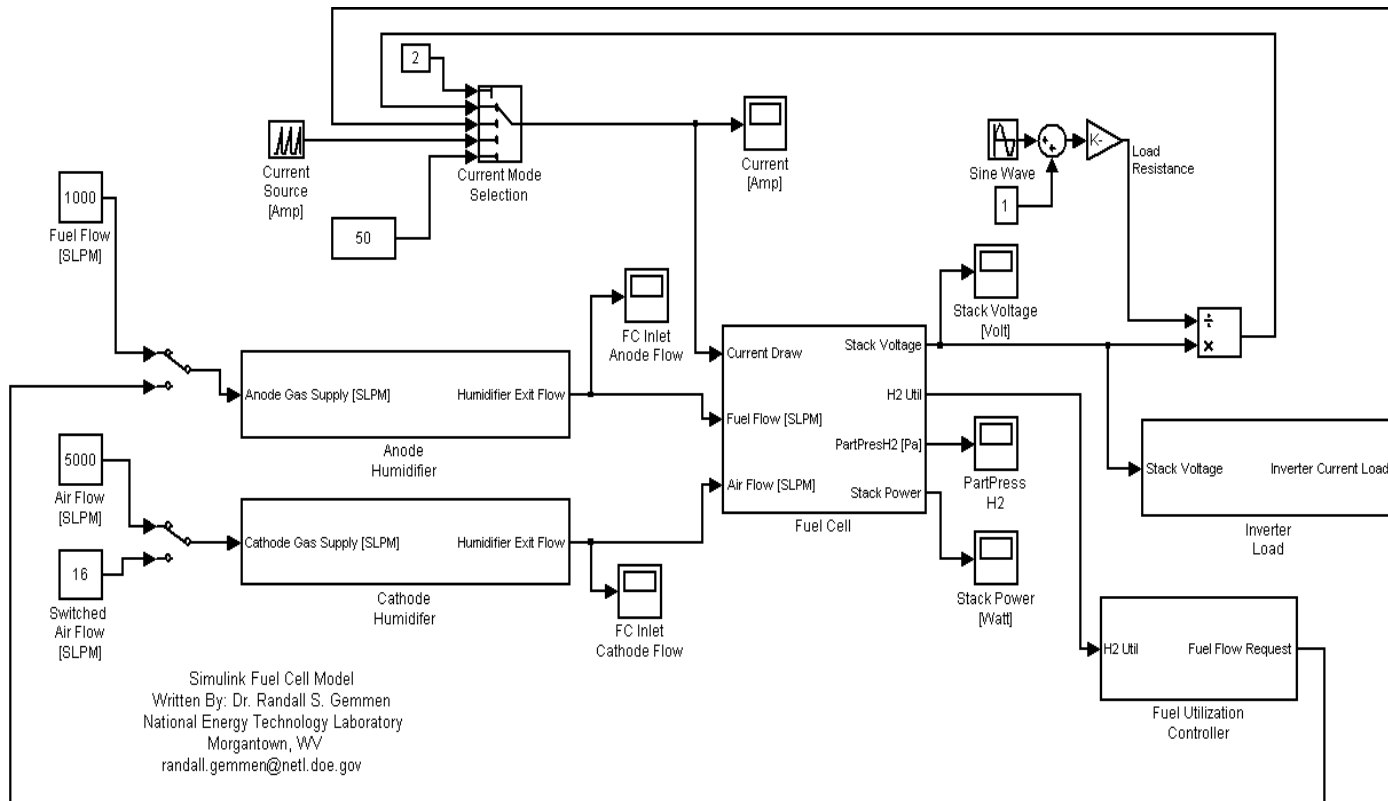 2
Current
Source
[Amp]
Current Mode
Selection
50
Current
[Amp]
Sine Wave
1
K-
Load
Resistance
1000
Fuel Flow
[SLPM]
FC Inlet
Anode Flow
Stack Voltage
[Volt]
÷
×
Anode Gas Supply [SLPM]
Humidifier Exit Flow
Anode
Humidifier
Current Draw
Fuel Flow [SLPM]
Air Flow [SLPM]
Stack Voltage
H2 Util
PartPresH2 [Pa]
Stack Power
Fuel Cell
PartPress
H2
Stack Voltage
Inverter Current Load
Inverter
Load
5000
Air Flow
[SLPM]
16
Switched
Air Flow
[SLPM]
Cathode Gas Supply [SLPM]
Humidifier Exit Flow
Cathode
Humidifer
FC Inlet
Cathode Flow
Stack Power
[Watt]
H2 Util
Fuel Flow Request
Fuel Utilization
Controller
Simulink Fuel Cell Model
Written By: Dr. Randall S. Gemmen
National Energy Technology Laboratory
Morgantown, WV
randall.gemmen@netl.doe.gov